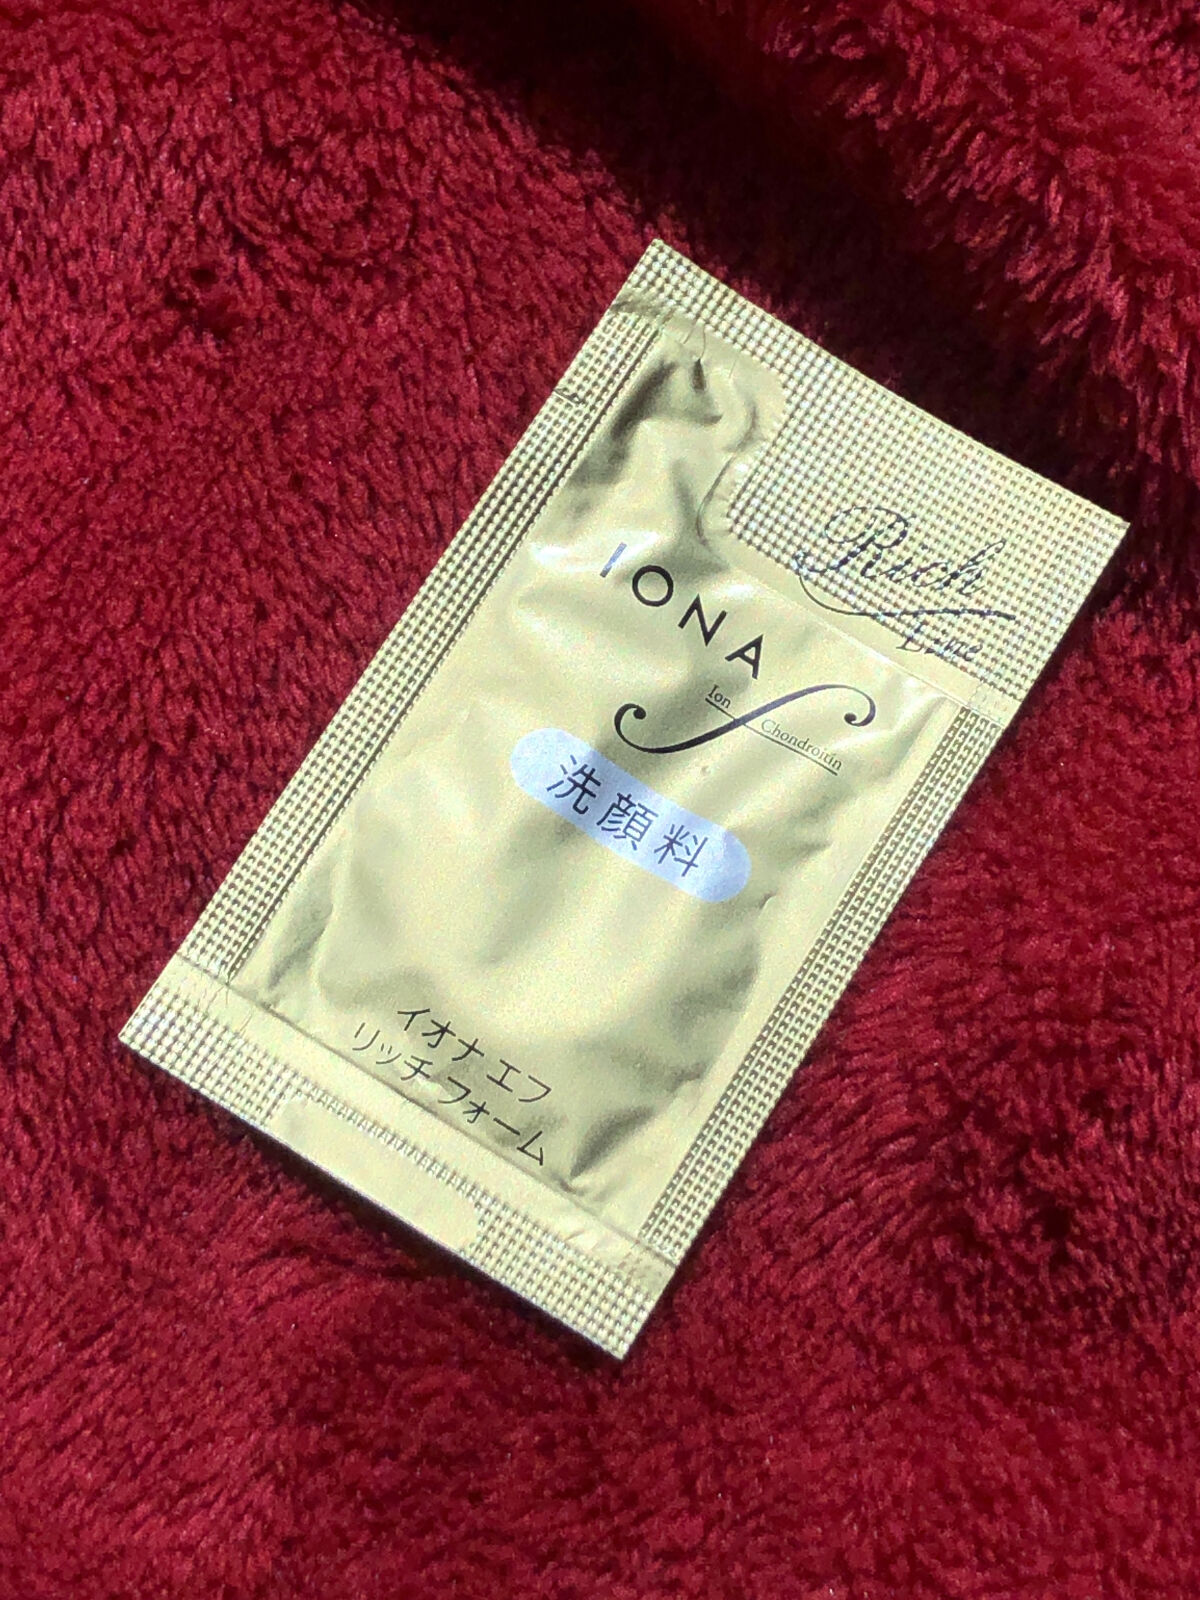 Rich
Line
IONA
f
Ion Chondroitin
洗顔料
イオナ エフ
リッチ フォーム